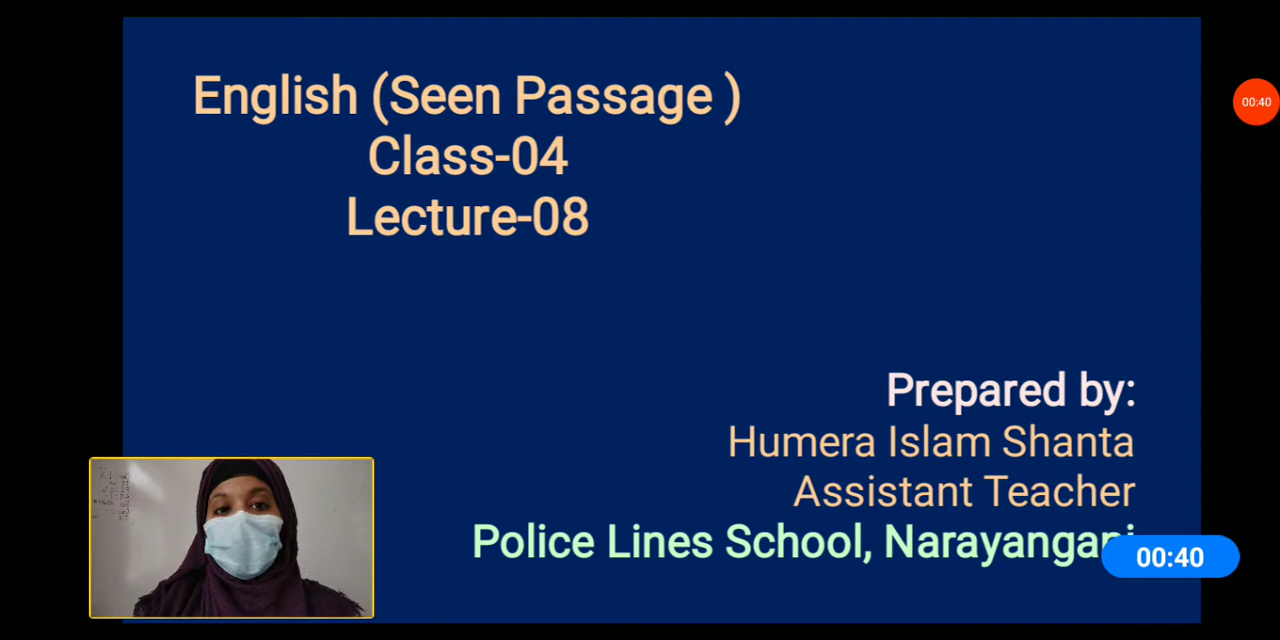 English (Seen Passage )
Class-04
Lecture-08
00:40
Prepared by:
Humera Islam Shanta
Assistant Teacher
Police Lines School, Narayanganj
00:40